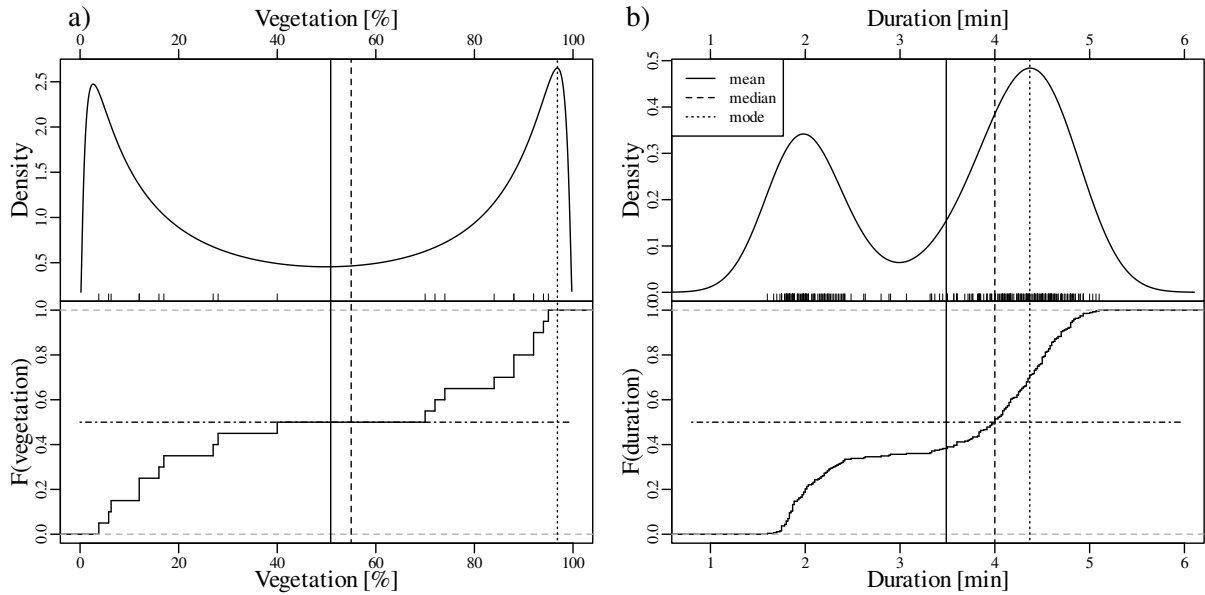 a)
Vegetation [%]
0 20 40 60 80 100
Density
0.5 1.0 1.5 2.0 2.5
F(vegetation)
0.0 0.2 0.4 0.6 0.8 1.0
0 20 40 60 80 100
Vegetation [%]
b)
Duration [min]
1 2 3 4 5 6
mean
median
mode
Density
0.0 0.1 0.2 0.3 0.4 0.5
F(duration)
0.0 0.2 0.4 0.6 0.8 1.0
1 2 3 4 5 6
Duration [min]